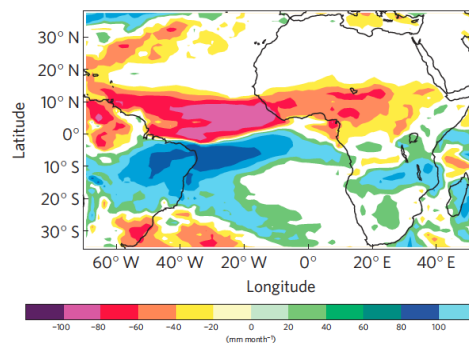 30° N
20° N
10° N
0°
10° S
20° S
30° S
Latitude
60° W
40° W
20° W
0°
20° E
40° E
Longitude
−100
−80
−60
−40
−20
0
20
40
60
80
100
(mm month⁻¹)